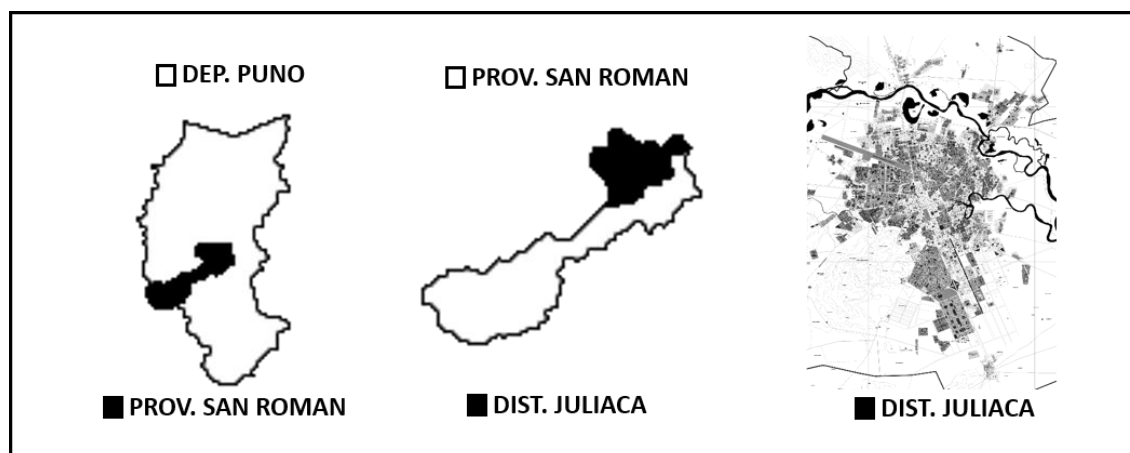 DEP. PUNO
PROV. SAN ROMAN
PROV. SAN ROMAN
DIST. JULIACA
DIST. JULIACA